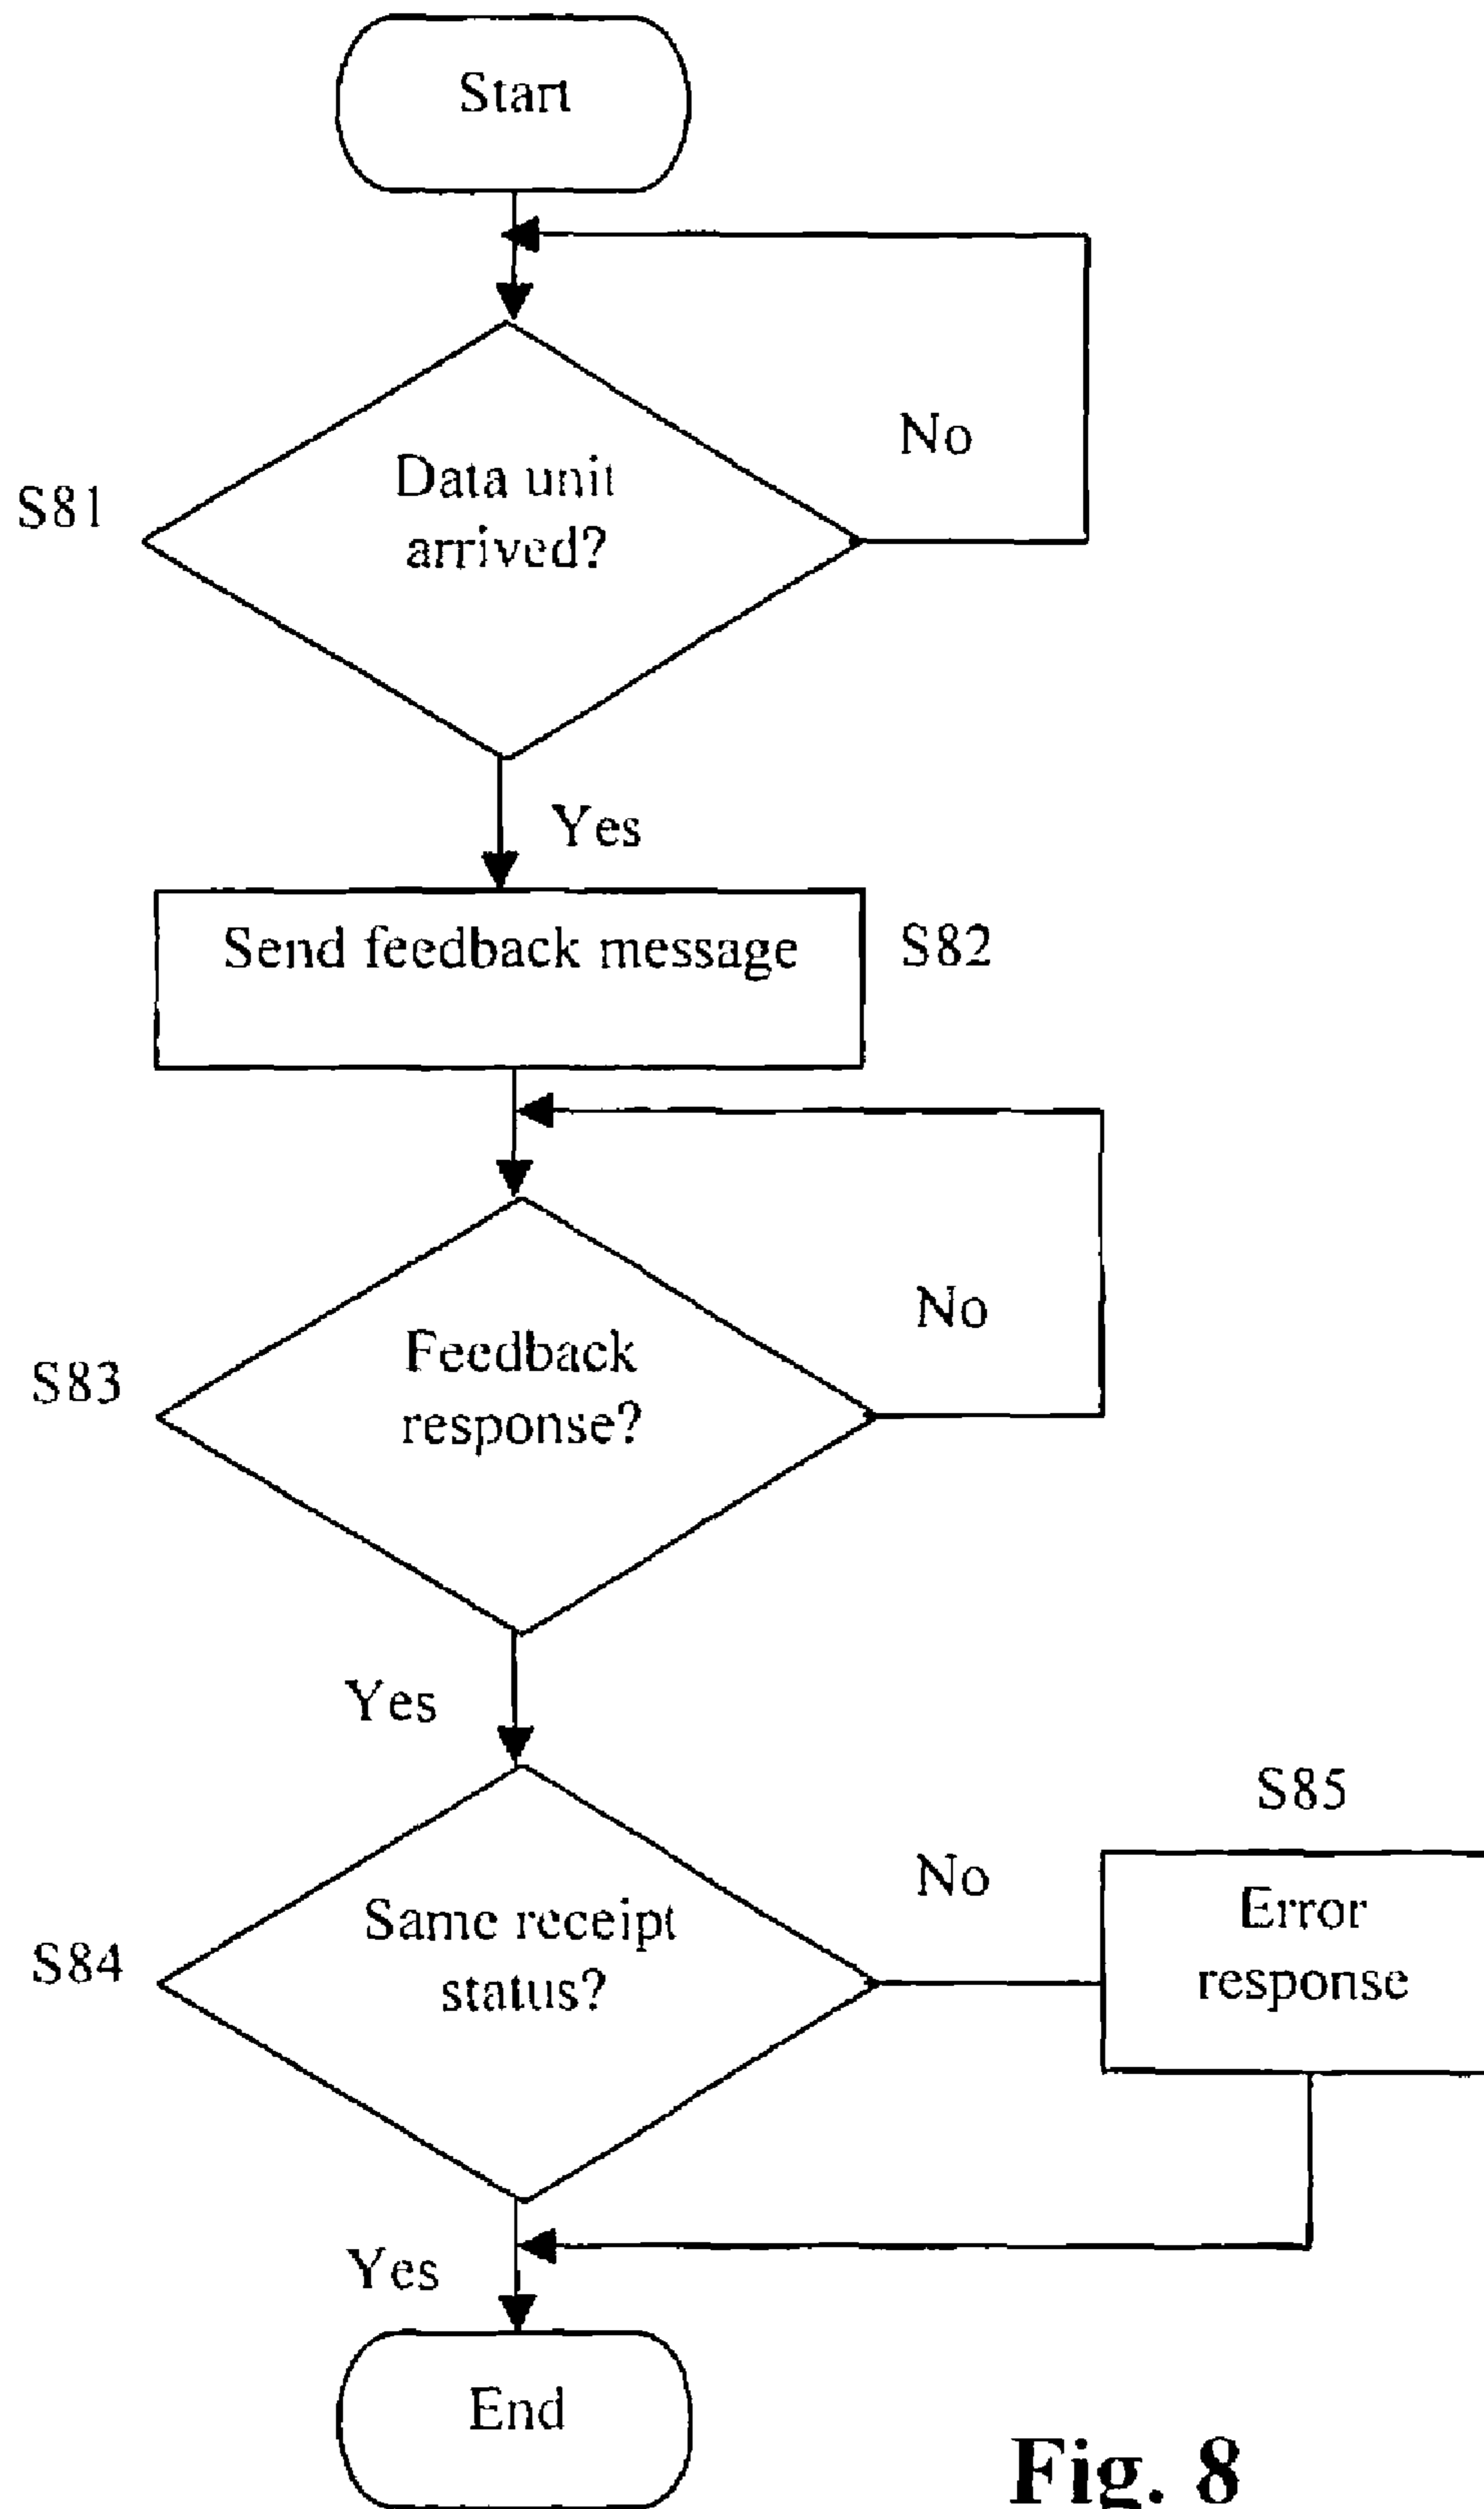 Start
No
Data unit
arrived?
S81
Yes
Send feedback message
S82
No
Feedback
response?
S83
Yes
S85
No
Error
response
Same receipt
status?
S84
Yes
End
Fig. 8